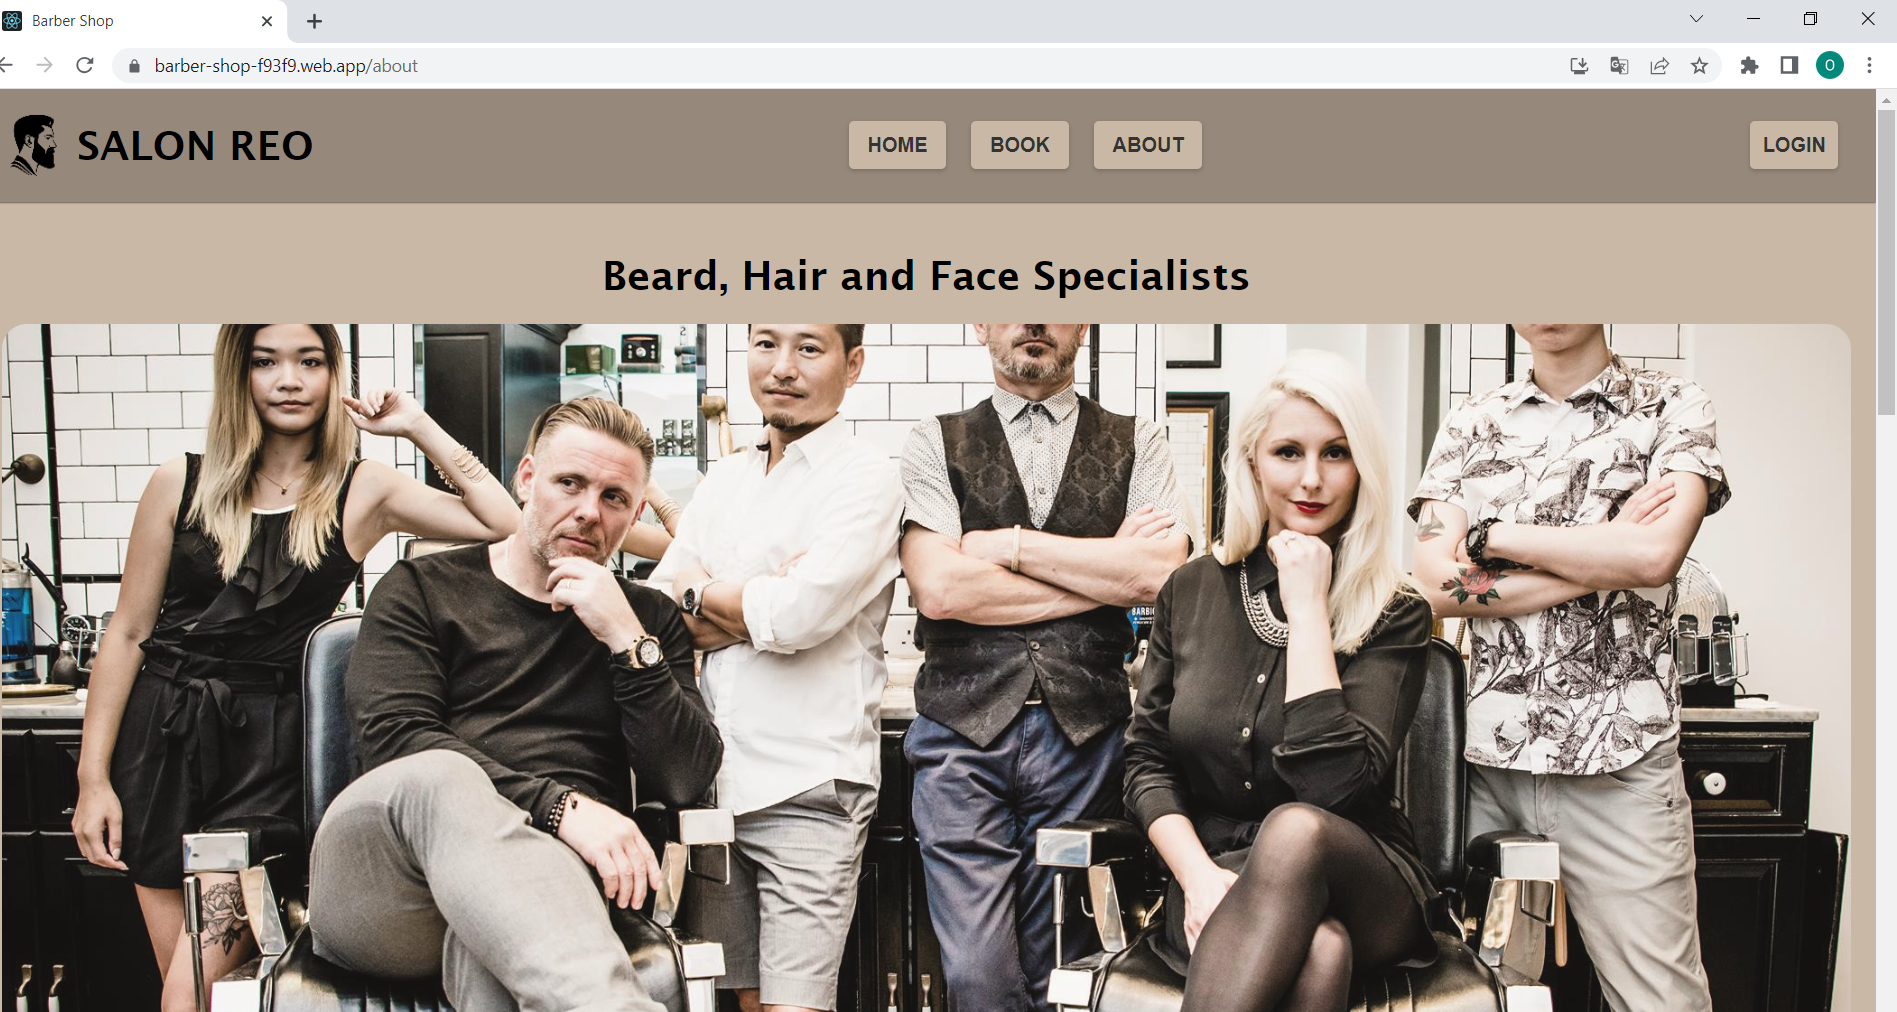 Barber Shop
barber-shop-f93f9.web.app/about
O
SALON REO
HOME
BOOK
ABOUT
LOGIN
Beard, Hair and Face Specialists